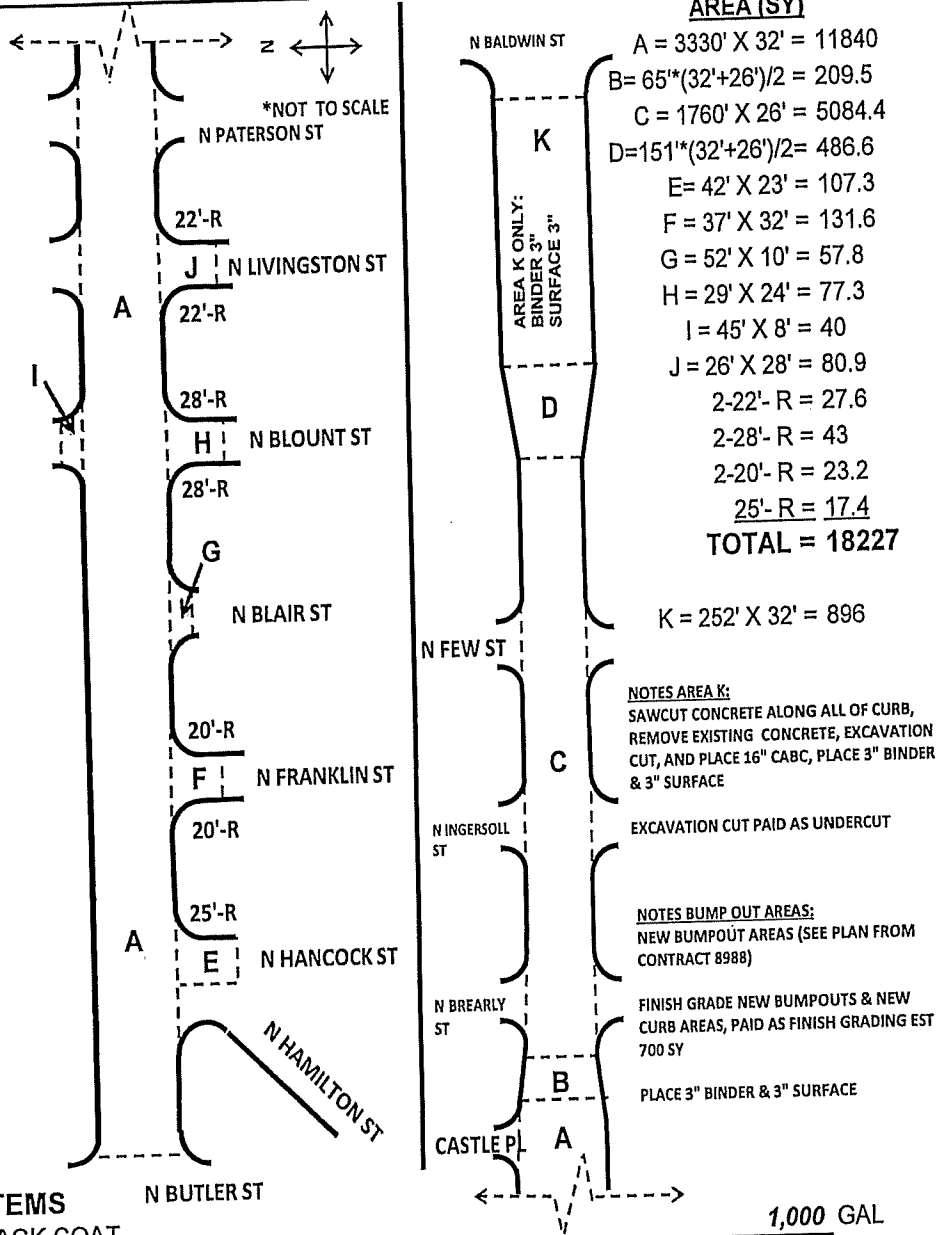 N
*NOT TO SCALE
N PATERSON ST
22'-R
J N LIVINGSTON ST
A
22'-R
I
28'-R
H N BLOUNT ST
28'-R
G
N BLAIR ST
20'-R
F N FRANKLIN ST
20'-R
25'-R
A
E N HANCOCK ST
N HAMILTON ST
N BUTLER ST
TEMS
ACK COAT
N BALDWIN ST
K
AREA K ONLY:
BINDER 3"
SURFACE 3"
D
N FEW ST
C
N INGERSOLL
ST
N BREARLY
ST
B
CASTLE PL
A
AREA (SY)
A = 3330' X 32' = 11840
B= 65'*(32'+26')/2 = 209.5
C = 1760' X 26' = 5084.4
D=151'*(32'+26')/2= 486.6
E= 42' X 23' = 107.3
F = 37' X 32' = 131.6
G = 52' X 10' = 57.8
H = 29' X 24' = 77.3
I = 45' X 8' = 40
J = 26' X 28' = 80.9
2-22'- R = 27.6
2-28'- R = 43
2-20'- R = 23.2
25'- R = 17.4
TOTAL = 18227
K = 252' X 32' = 896
NOTES AREA K:
SAWCUT CONCRETE ALONG ALL OF CURB,
REMOVE EXISTING CONCRETE, EXCAVATION
CUT, AND PLACE 16" CABC, PLACE 3" BINDER
& 3" SURFACE
EXCAVATION CUT PAID AS UNDERCUT
NOTES BUMP OUT AREAS:
NEW BUMPOUT AREAS (SEE PLAN FROM
CONTRACT 8988)
FINISH GRADE NEW BUMPOUTS & NEW
CURB AREAS, PAID AS FINISH GRADING EST
700 SY
PLACE 3" BINDER & 3" SURFACE
1,000 GAL